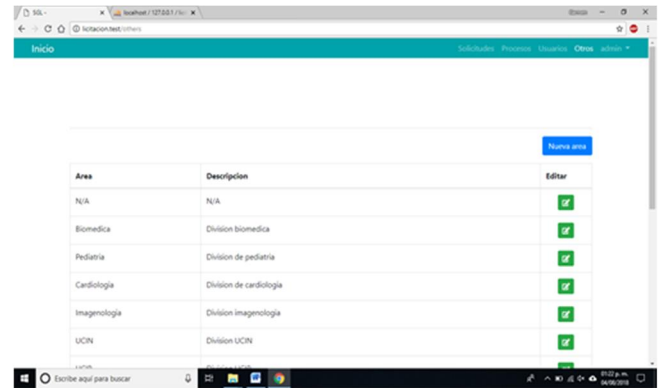 SGL -
localhost / 127.0.0.1 /
licitacion.test/others
Inicio
Solicitudes Procesos Usuarios Otros admin
Nueva area
Area Descripcion Editar
N/A N/A
Biomedica Division biomedica
Pediatria Division de pediatria
Cardiologia Division de cardiologia
Imagenologia Division imagenologia
UCIN Division UCIN
Escribe aquí para buscar
01:22 p. m.
04/08/2018